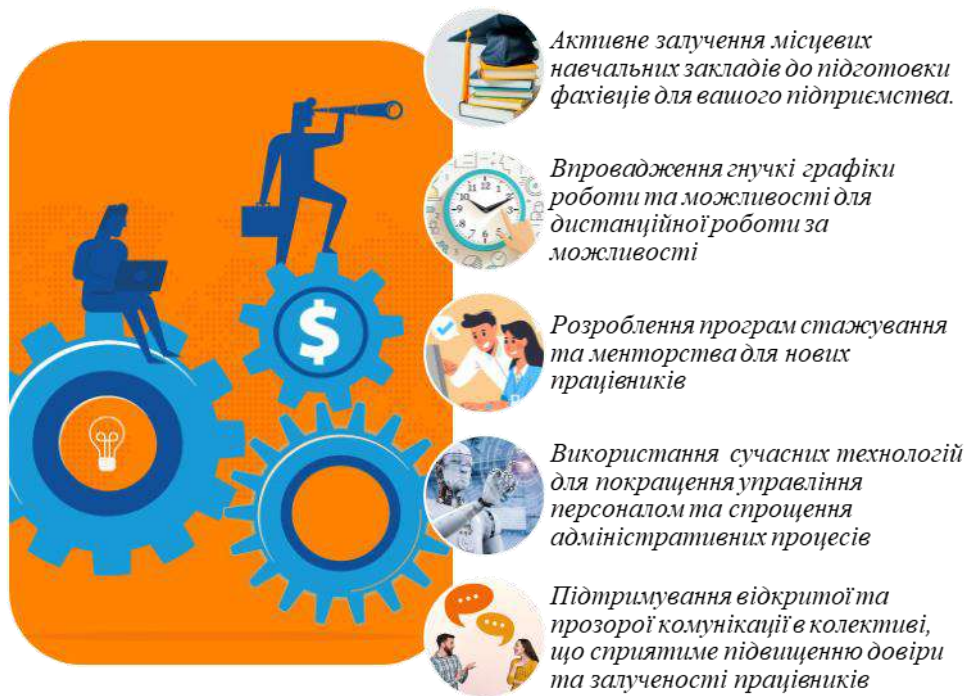 Активне залучення місцевих
навчальних закладів до підготовки
фахівців для вашого підприємства.
Впровадження гнучкі графіки
роботи та можливості для
дистанційної роботи за
можливості
Розроблення програм стажування
та менторства для нових
працівників
Використання сучасних технологій
для покращення управління
персоналом та спрощення
адміністративних процесів
Підтримування відкритої та
прозорої комунікації в колективі,
що сприятиме підвищенню довіри
та залученості працівників
$